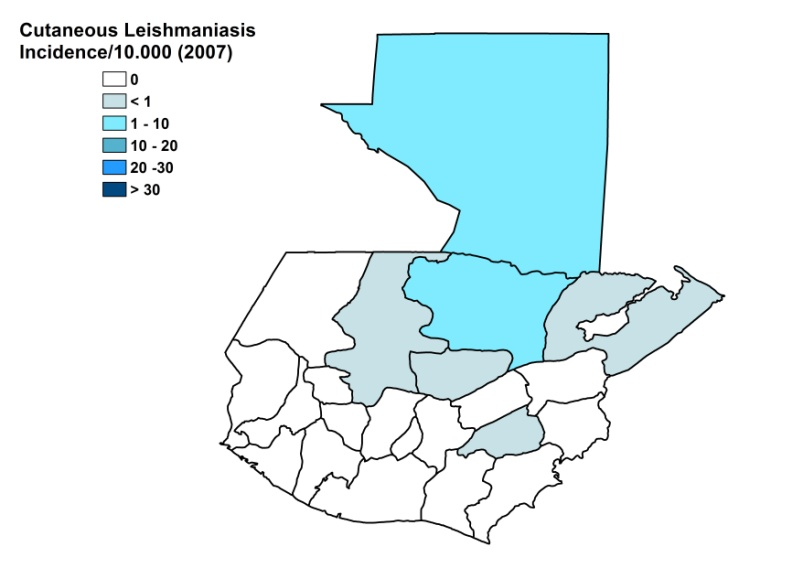 Cutaneous Leishmaniasis
Incidence/10.000 (2007)
0
< 1
1 - 10
10 - 20
20 -30
> 30